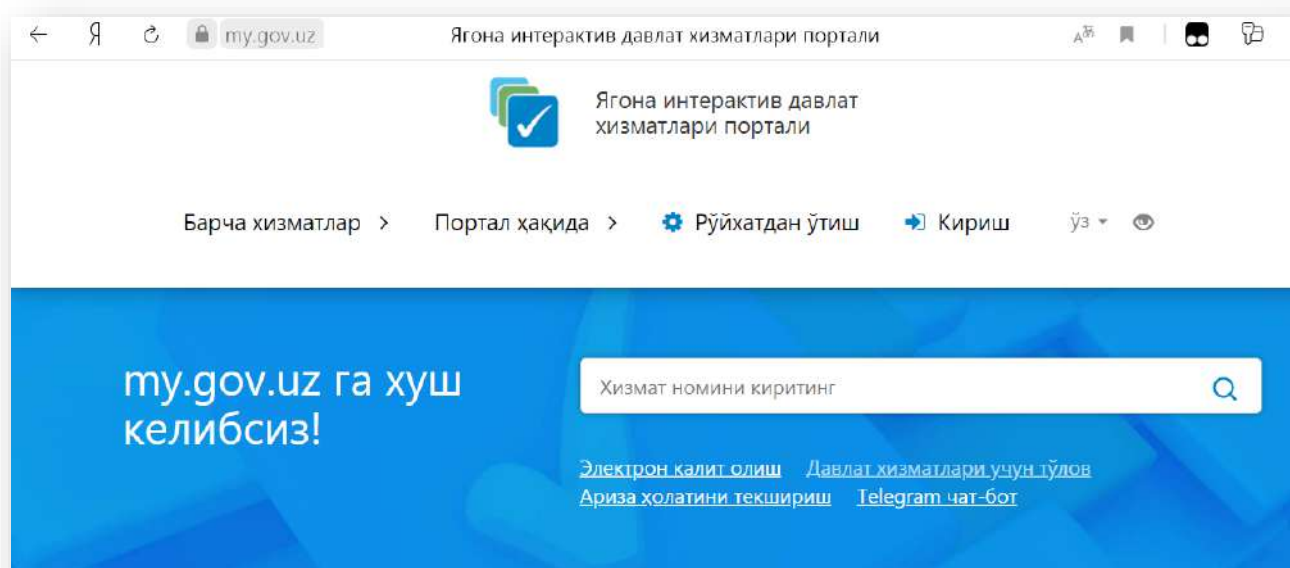 Я my.gov.uz Ягона интерактив давлат хизматлари портали
Ягона интерактив давлат
хизматлари портали
Барча хизматлар > Портал ҳақида > Рўйхатдан ўтиш Кириш ўз
my.gov.uz га хуш
келибсиз!
Хизмат номини киритинг
Электрон калит олиш Давлат хизматлари учун тўлов
Ариза ҳолатини текшириш Telegram чат-бот